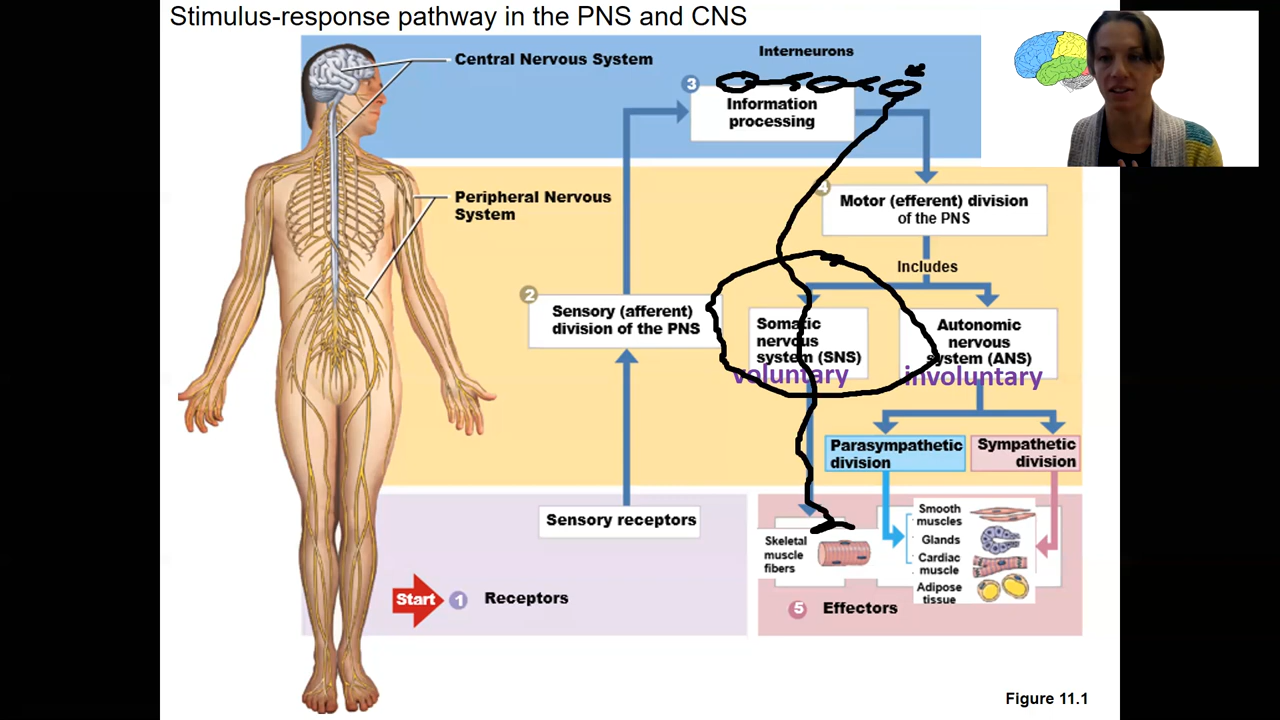 Stimulus-response pathway in the PNS and CNS
Central Nervous System
Interneurons
3
Information
processing
Peripheral Nervous
System
4
Motor (efferent) division
of the PNS
Includes
2
Sensory (afferent)
division of the PNS
Somatic
nervous
system (SNS)
voluntary
Autonomic
nervous
system (ANS)
involuntary
Parasympathetic
division
Sympathetic
division
Sensory receptors
Skeletal
muscle
fibers
Smooth
muscles
Glands
Cardiac
muscle
Adipose
tissue
Start
1
Receptors
5
Effectors
Figure 11.1